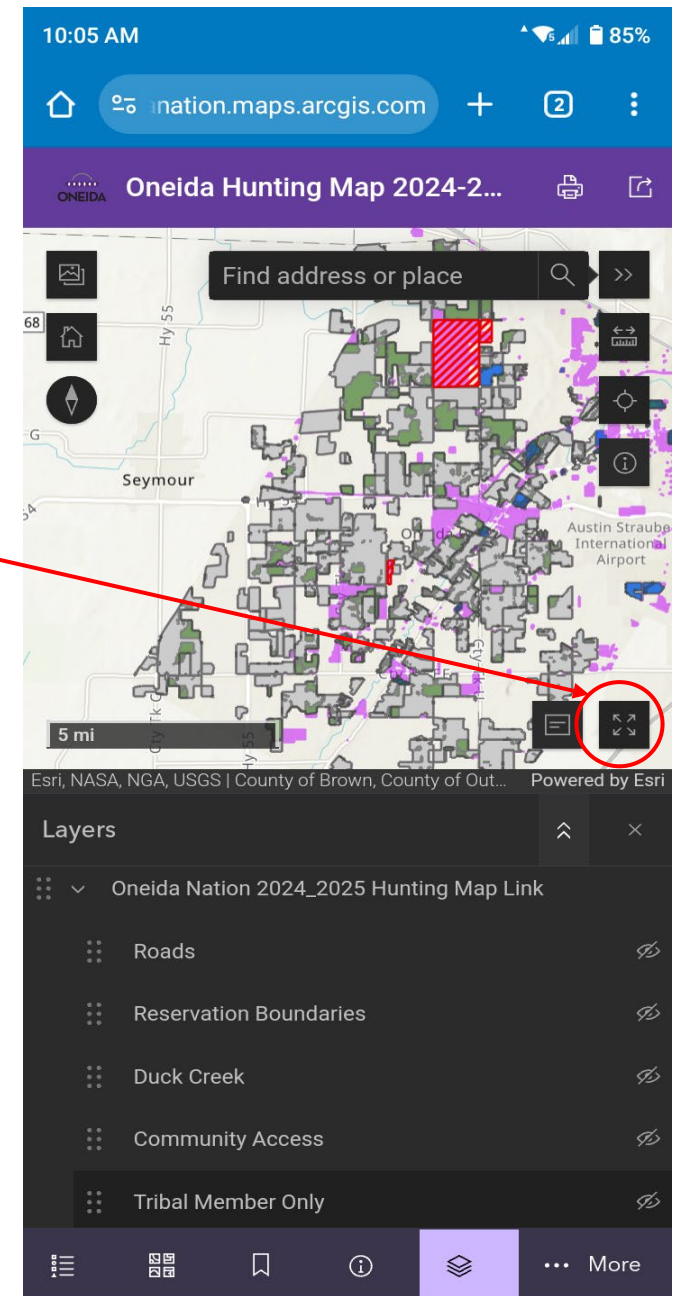 10:05 AM
5
85%
nation.maps.arcgis.com
2
ONEIDA
Oneida Hunting Map 2024-2...
Find address or place
68
Hy 55
G
54
Seymour
Austin Straube
International
Airport
5 mi
Hy 55
Esri, NASA, NGA, USGS | County of Brown, County of Out...
Powered by Esri
Layers
Oneida Nation 2024_2025 Hunting Map Link
Roads
Reservation Boundaries
Duck Creek
Community Access
Tribal Member Only
More